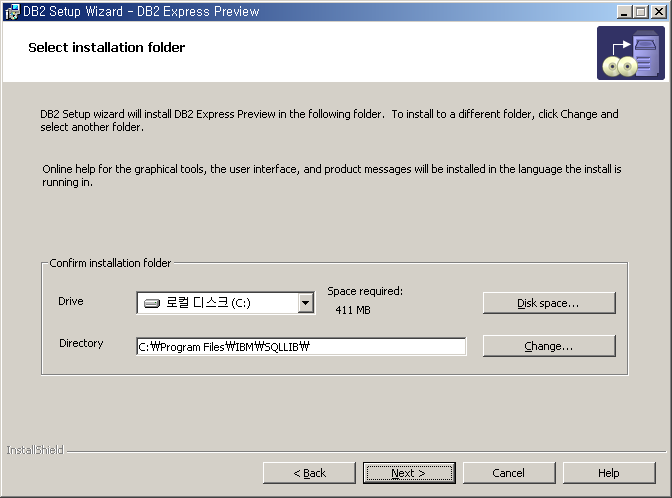 DB2 Setup Wizard - DB2 Express Preview
Select installation folder
DB2 Setup wizard will install DB2 Express Preview in the following folder.  To install to a different folder, click Change and
select another folder.
Online help for the graphical tools, the user interface, and product messages will be installed in the language the install is
running in.
Confirm installation folder
Drive
로컬 디스크 (C:)
Space required:
411 MB
Disk space...
Directory
C:₩Program Files₩IBM₩SQLLIB₩
Change...
InstallShield
< Back
Next >
Cancel
Help